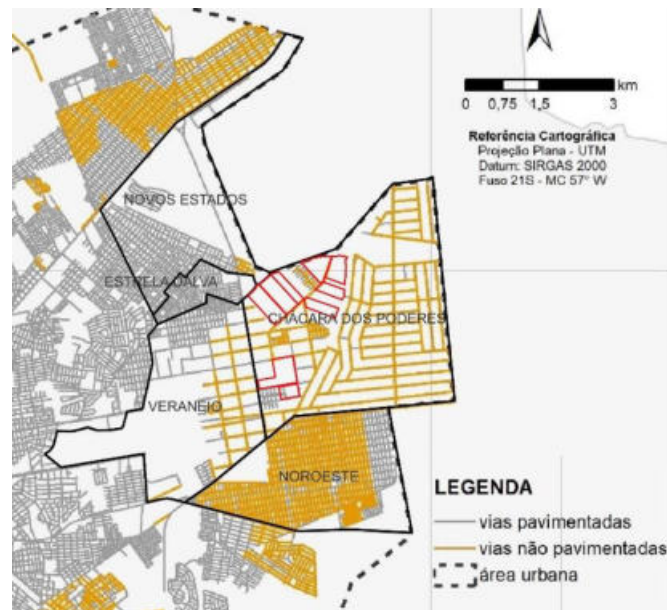 km
0 0,75 1,5 3
Referência Cartográfica
Projeção Plana - UTM
Datum: SIRGAS 2000
Fuso 21S - MC 57° W
NOVOS ESTADOS
ESTRELA DALVA
CHÁCARA DOS PODERES
VERANEIO
NOROESTE
LEGENDA
vias pavimentadas
vias não pavimentadas
área urbana